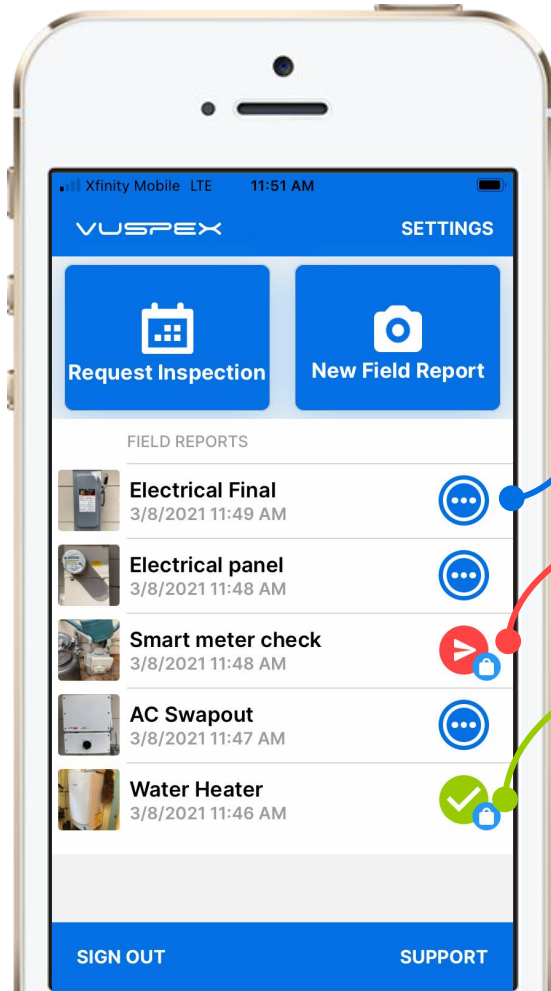 Xfinity Mobile LTE 11:51 AM
VUSPEX SETTINGS
Request Inspection
New Field Report
FIELD REPORTS
Electrical Final
3/8/2021 11:49 AM
Electrical panel
3/8/2021 11:48 AM
Smart meter check
3/8/2021 11:48 AM
AC Swapout
3/8/2021 11:47 AM
Water Heater
3/8/2021 11:46 AM
SIGN OUT SUPPORT